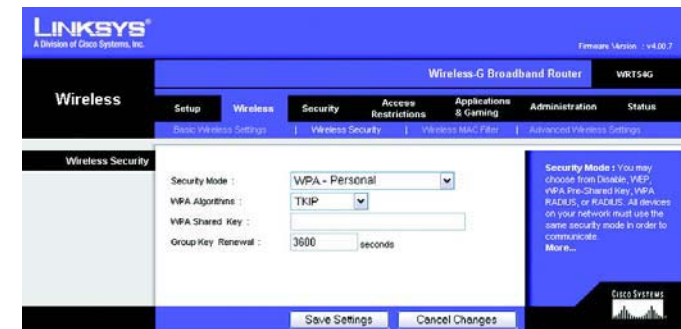 LINKSYS®
A Division of Cisco Systems, Inc.
Firmware Version : v4.00.7
Wireless-G Broadband Router
WRT54G
Wireless
Setup
Wireless
Security
Access Restrictions
Applications & Gaming
Administration
Status
Basic Wireless Settings | Wireless Security | Wireless MAC Filter | Advanced Wireless Settings
Wireless Security
Security Mode : WPA - Personal
WPA Algorithms : TKIP
WPA Shared Key :
Group Key Renewal : 3600 seconds
Security Mode : You may
choose from Disable, WEP,
WPA Pre-Shared Key, WPA
RADIUS, or RADIUS. All devices
on your network must use the
same security mode in order to
communicate.
More...
Save Settings
Cancel Changes
CISCO SYSTEMS